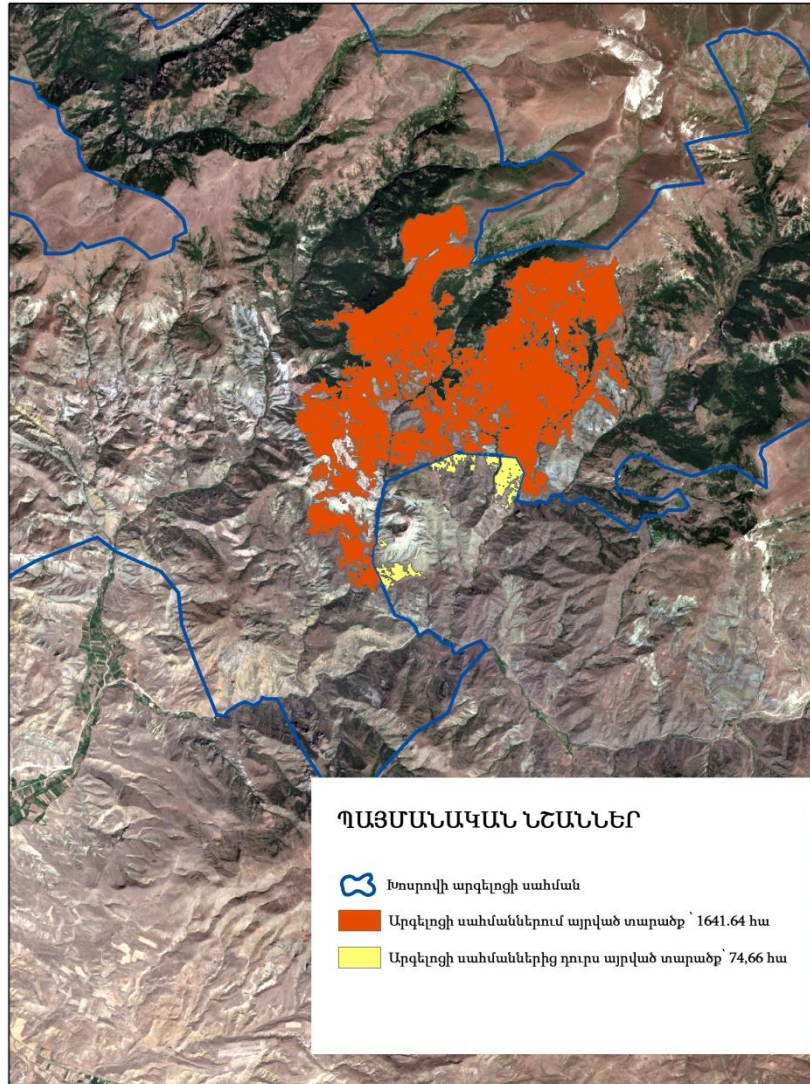 ՊԱՅՄԱՆԱԿԱՆ ՆՇԱՆՆԵՐ
Խոսրովի արգելոցի սահման
Արգելոցի սահմաններում այրված տարածք ՝ 1641.64 հա
Արգելոցի սահմաններից դուրս այրված տարածք՝ 74,66 հա